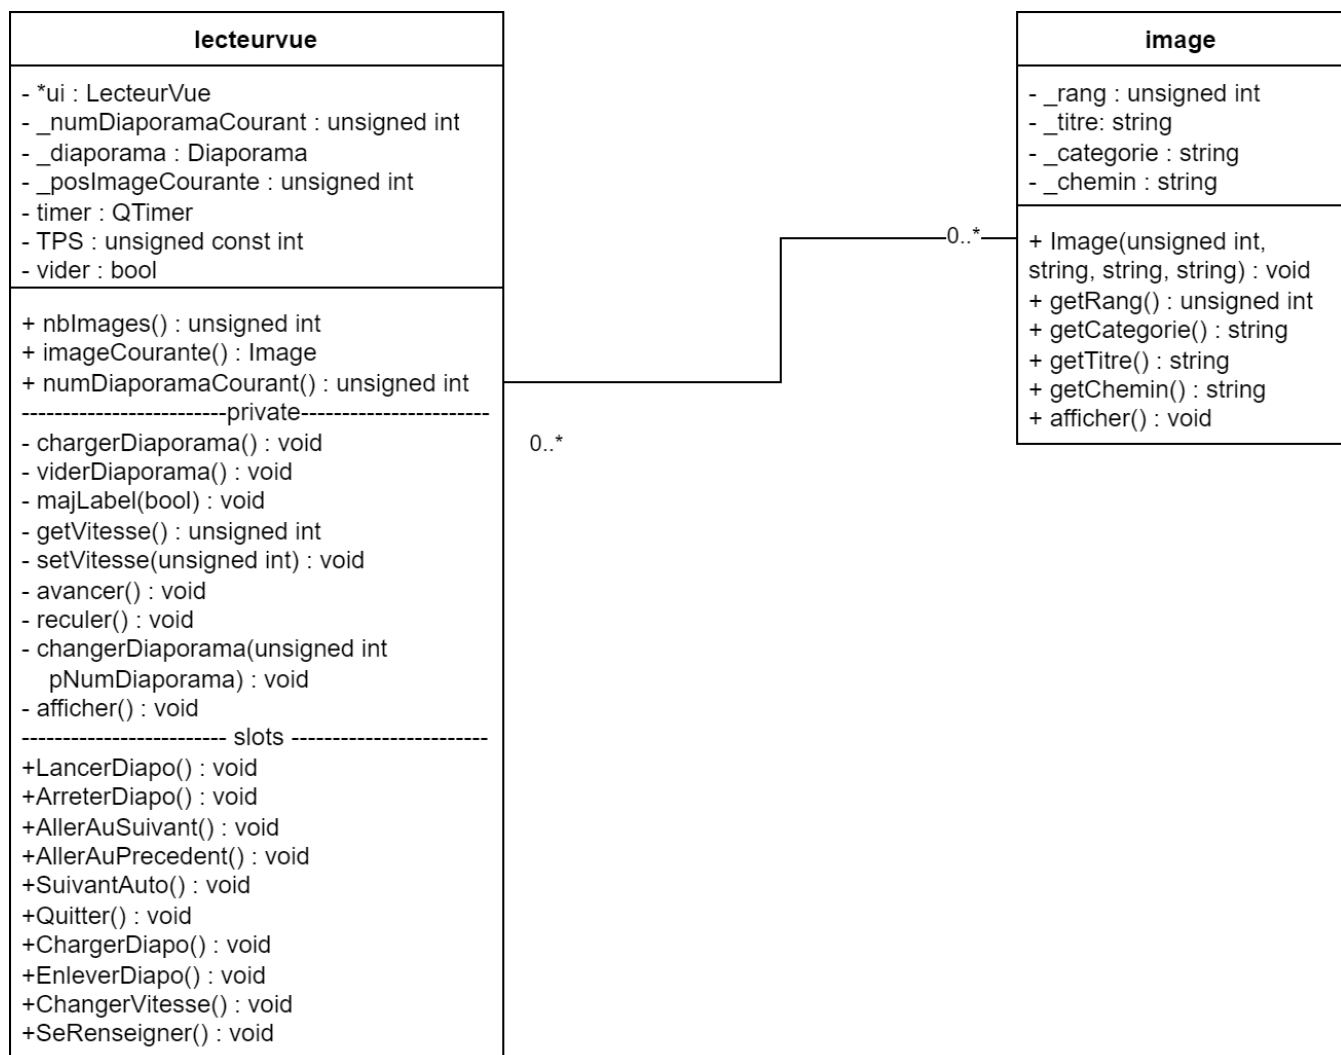 lecteurvue
- *ui : LecteurVue
- _numDiaporamaCourant : unsigned int
- _diaporama : Diaporama
- _posImageCourante : unsigned int
- timer : QTimer
- TPS : unsigned const int
- vider : bool
+ nbImages() : unsigned int
+ imageCourante() : Image
+ numDiaporamaCourant() : unsigned int
-------------------------private-----------------------
- chargerDiaporama() : void
- viderDiaporama() : void
- majLabel(bool) : void
- getVitesse() : unsigned int
- setVitesse(unsigned int) : void
- avancer() : void
- reculer() : void
- changerDiaporama(unsigned int
pNumDiaporama) : void
- afficher() : void
------------------------- slots ------------------------
+LancerDiapo() : void
+ArreterDiapo() : void
+AllerAuSuivant() : void
+AllerAuPrecedent() : void
+SuivantAuto() : void
+Quitter() : void
+ChargerDiapo() : void
+EnleverDiapo() : void
+ChangerVitesse() : void
+SeRenseigner() : void
0..*
0..*
image
- _rang : unsigned int
- _titre: string
- _categorie : string
- _chemin : string
+ Image(unsigned int,
string, string, string) : void
+ getRang() : unsigned int
+ getCategorie() : string
+ getTitre() : string
+ getChemin() : string
+ afficher() : void